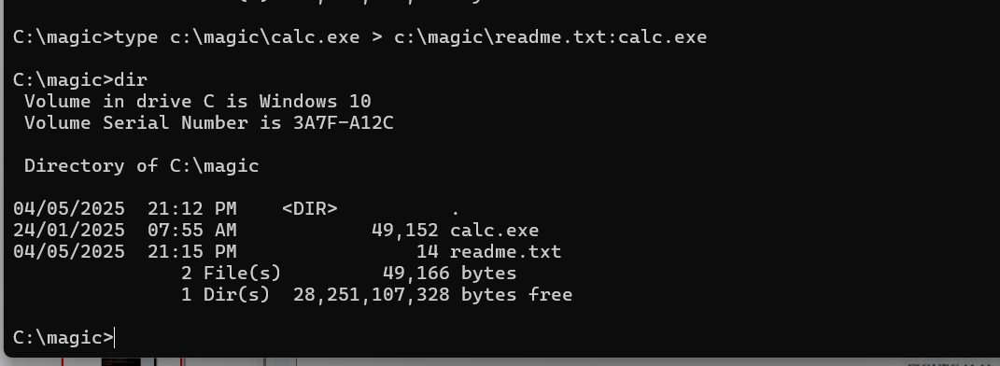 C:\magic>type c:\magic\calc.exe > c:\magic\readme.txt:calc.exe
C:\magic>dir
Volume in drive C is Windows 10
Volume Serial Number is 3A7F-A12C
Directory of C:\magic
04/05/2025  21:12 PM    <DIR>          .
24/01/2025  07:55 AM            49,152 calc.exe
04/05/2025  21:15 PM                14 readme.txt
2 File(s)         49,166 bytes
1 Dir(s)  28,251,107,328 bytes free
C:\magic>